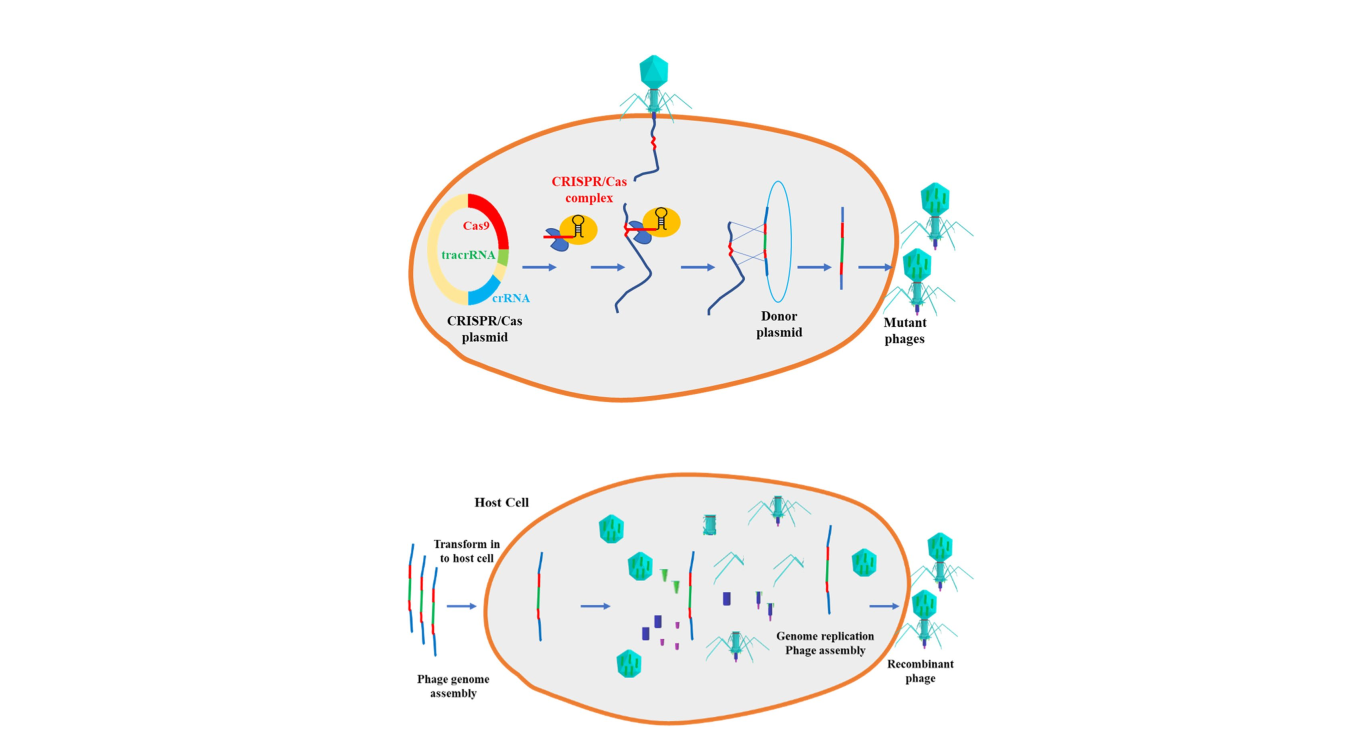 CRISPR/Cas
complex
Cas9
tracrRNA
crRNA
CRISPR/Cas
plasmid
Donor
plasmid
Mutant
phages
Host Cell
Transform in
to host cell
Phage genome
assembly
Genome replication
Phage assembly
Recombinant
phage